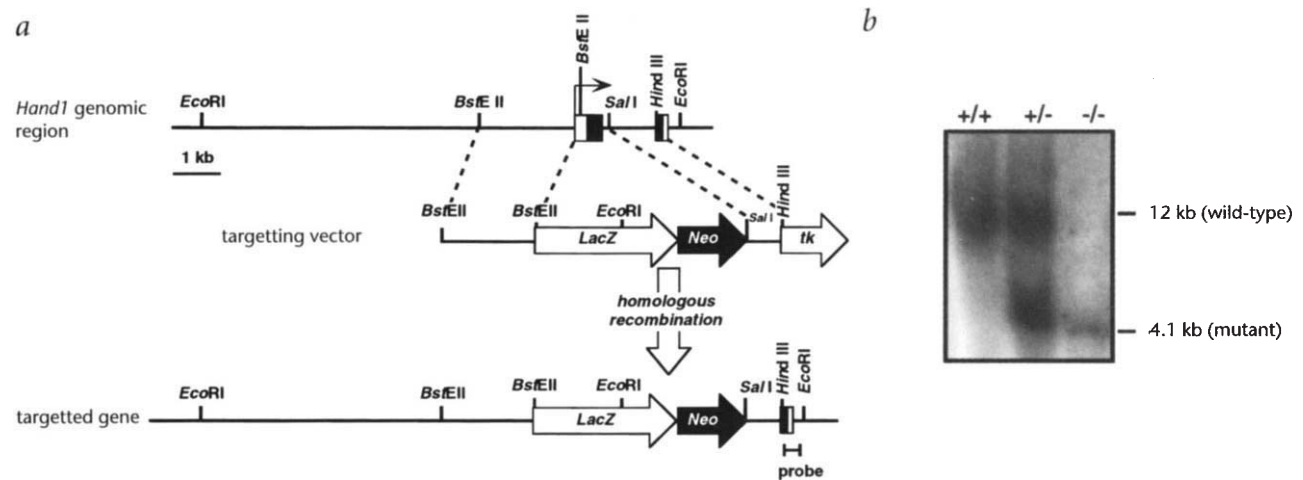 a
Hand1 genomic
region
EcoRI
BstE II
BstE II
Sal I
Hind III
EcoRI
1 kb
targetting vector
BstEII
BstEII
EcoRI
Sal I
Hind III
LacZ
Neo
tk
homologous
recombination
targetted gene
EcoRI
BstEII
BstEII
EcoRI
Sal I
Hind III
EcoRI
LacZ
Neo
probe
b
+/+ +/- -/-
12 kb (wild-type)
4.1 kb (mutant)